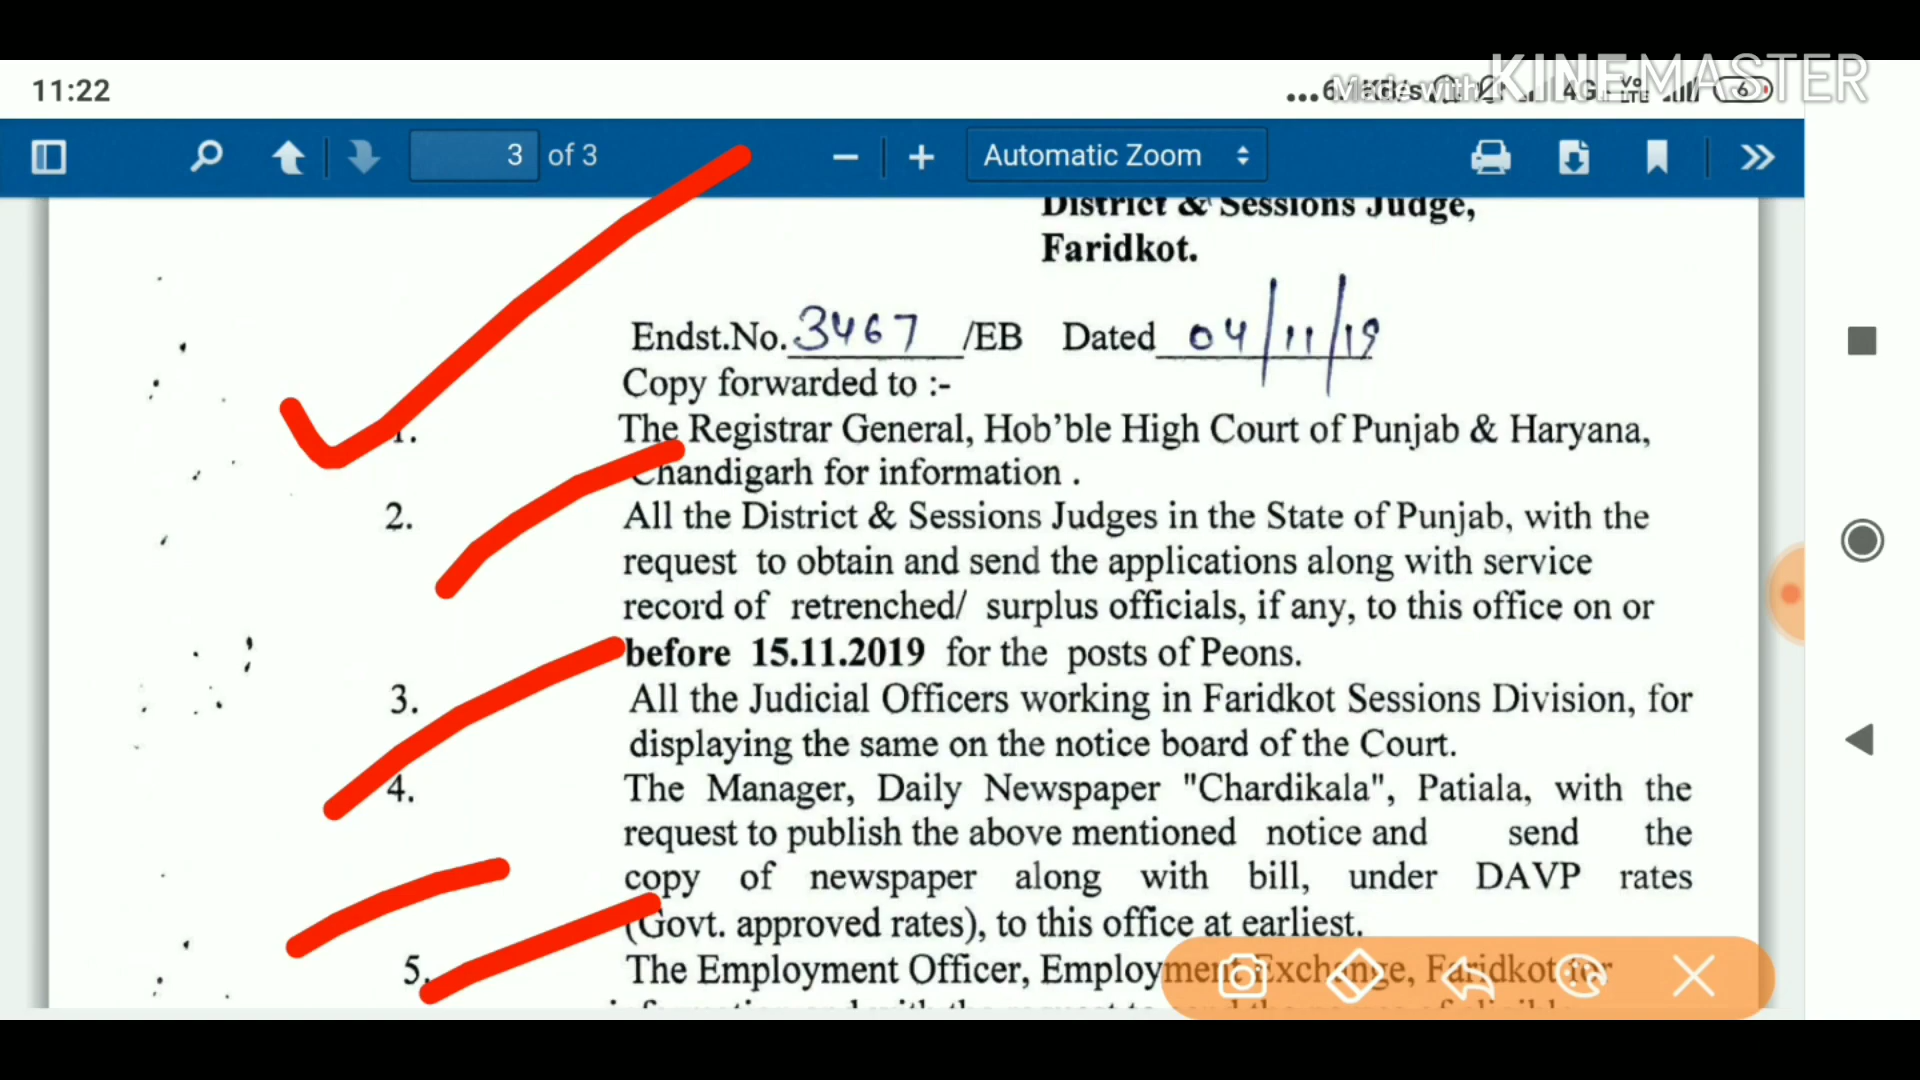 11:22
Made with KINEMASTER
3 of 3
Automatic Zoom
District & Sessions Judge,
Faridkot.
Endst.No. 3467 /EB Dated 04/11/19
Copy forwarded to :-
1. The Registrar General, Hob’ble High Court of Punjab & Haryana,
Chandigarh for information .
2. All the District & Sessions Judges in the State of Punjab, with the
request to obtain and send the applications along with service
record of retrenched/ surplus officials, if any, to this office on or
before 15.11.2019 for the posts of Peons.
3. All the Judicial Officers working in Faridkot Sessions Division, for
displaying the same on the notice board of the Court.
4. The Manager, Daily Newspaper "Chardikala", Patiala, with the
request to publish the above mentioned notice and send the
copy of newspaper along with bill, under DAVP rates
(Govt. approved rates), to this office at earliest.
5. The Employment Officer, Employment Exchange, Faridkot for